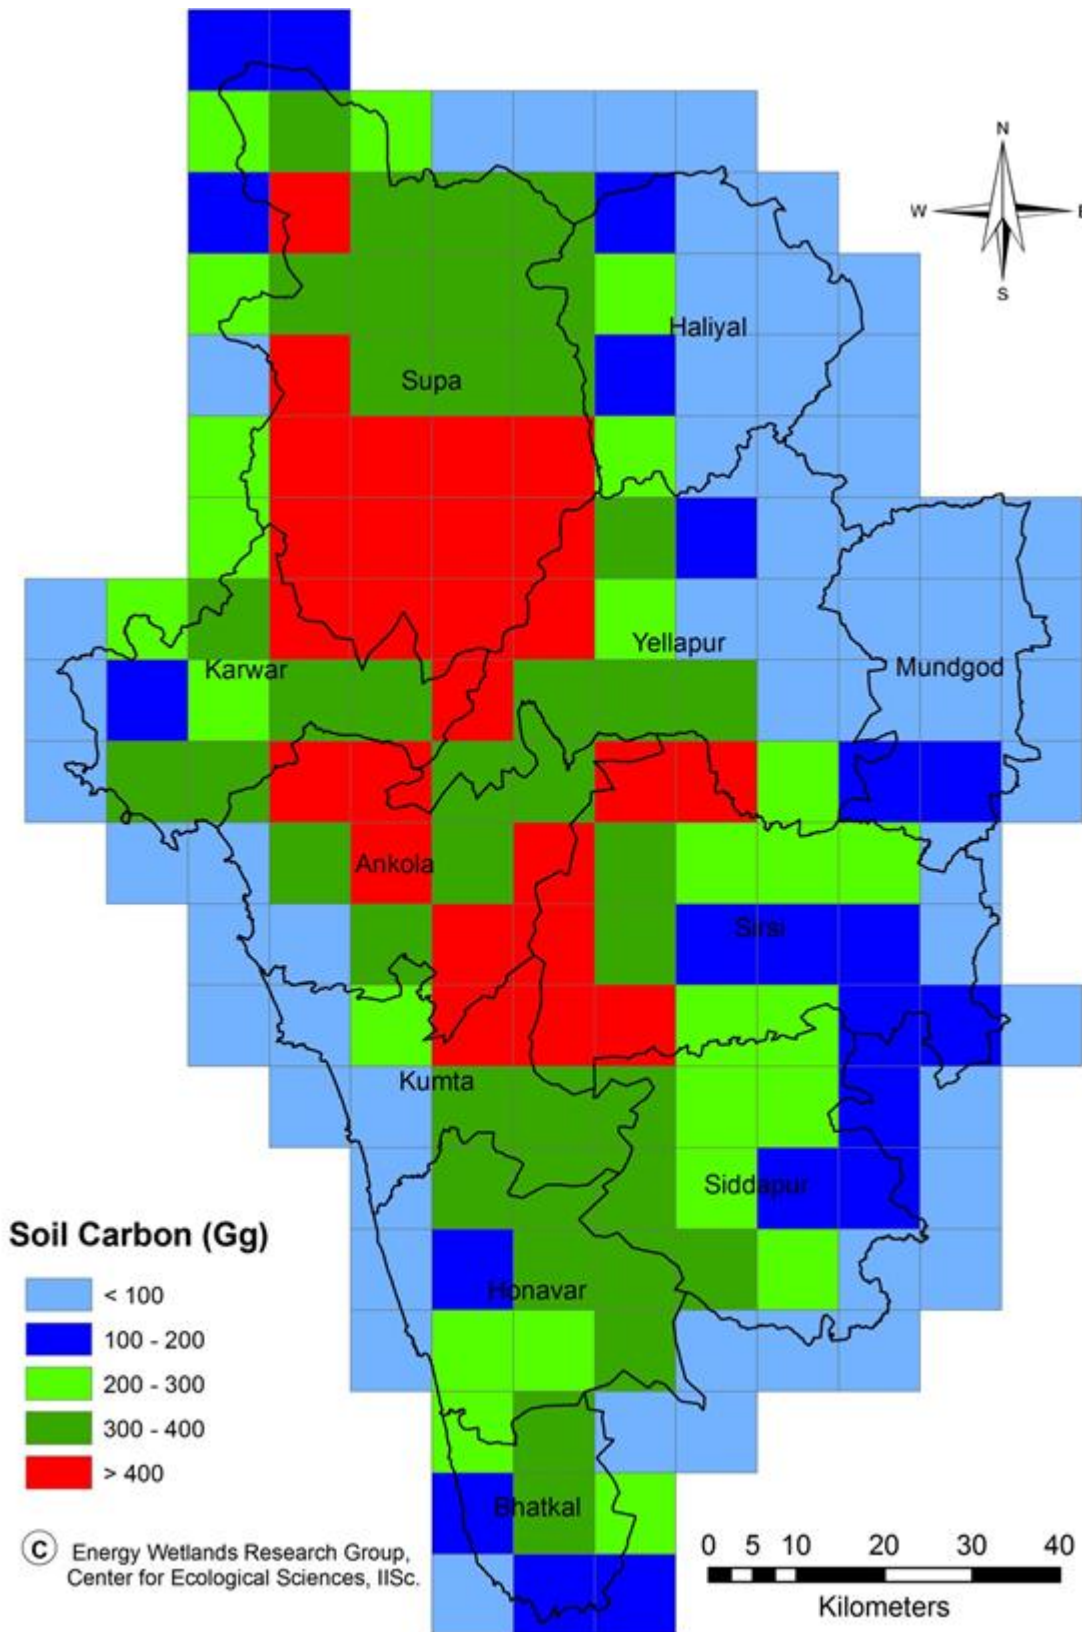 N
W
E
S
Haliyal
Supa
Yellapur
Karwar
Mundgod
Ankola
Sirsi
Kumta
Siddapur
Honavar
Bhatkal
Soil Carbon (Gg)
< 100
100 - 200
200 - 300
300 - 400
> 400
C Energy Wetlands Research Group,
Center for Ecological Sciences, IISc.
0 5 10 20 30 40
Kilometers